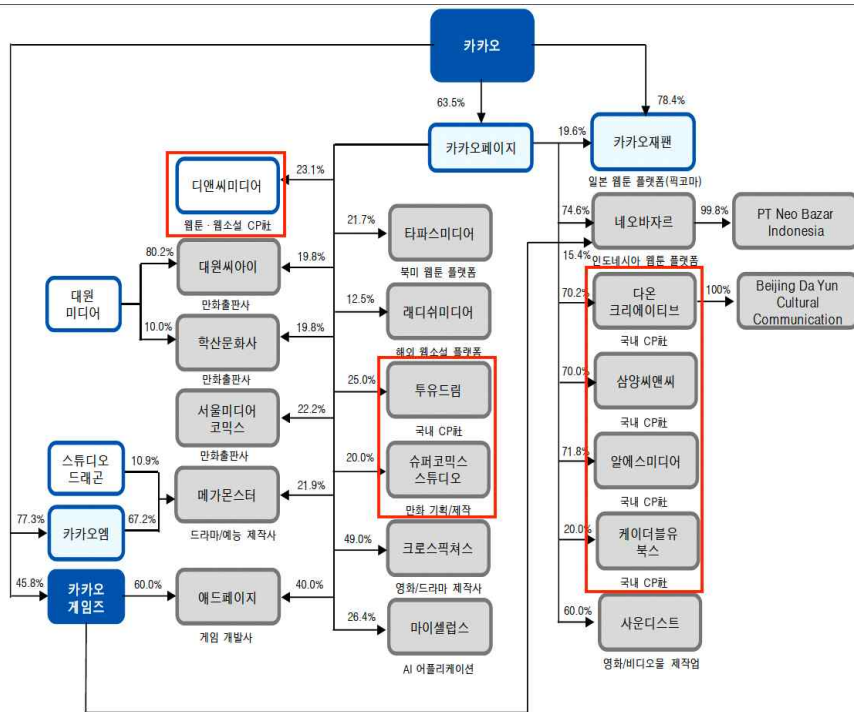 카카오
63.5%
78.4%
카카오페이지
19.6%
카카오재팬
일본 웹툰 플랫폼(픽코마)
디앤씨미디어
23.1%
웹툰·웹소설 CP社
21.7%
타파스미디어
북미 웹툰 플랫폼
74.6%
네오바자르
99.8%
PT Neo Bazar
Indonesia
15.4%
인도네시아 웹툰 플랫폼
80.2%
대원씨아이
19.8%
만화출판사
대원
미디어
10.0%
학산문화사
19.8%
만화출판사
12.5%
래디쉬미디어
해외 웹소설 플랫폼
70.2%
다온
크리에이티브
100%
Beijing Da Yun
Cultural
Communication
국내 CP社
25.0%
투유드림
국내 CP社
70.0%
삼양씨앤씨
국내 CP社
서울미디어
코믹스
22.2%
만화출판사
20.0%
슈퍼코믹스
스튜디오
만화 기획/제작
71.8%
알에스미디어
국내 CP社
스튜디오
드래곤
10.9%
메가몬스터
21.9%
드라마/예능 제작사
77.3%
카카오엠
67.2%
49.0%
크로스픽쳐스
영화/드라마 제작사
20.0%
케이더블유
북스
국내 CP社
45.8%
카카오
게임즈
60.0%
애드페이지
40.0%
게임 개발사
26.4%
마이셀럽스
AI 어플리케이션
60.0%
사운디스트
영화/비디오물 제작업